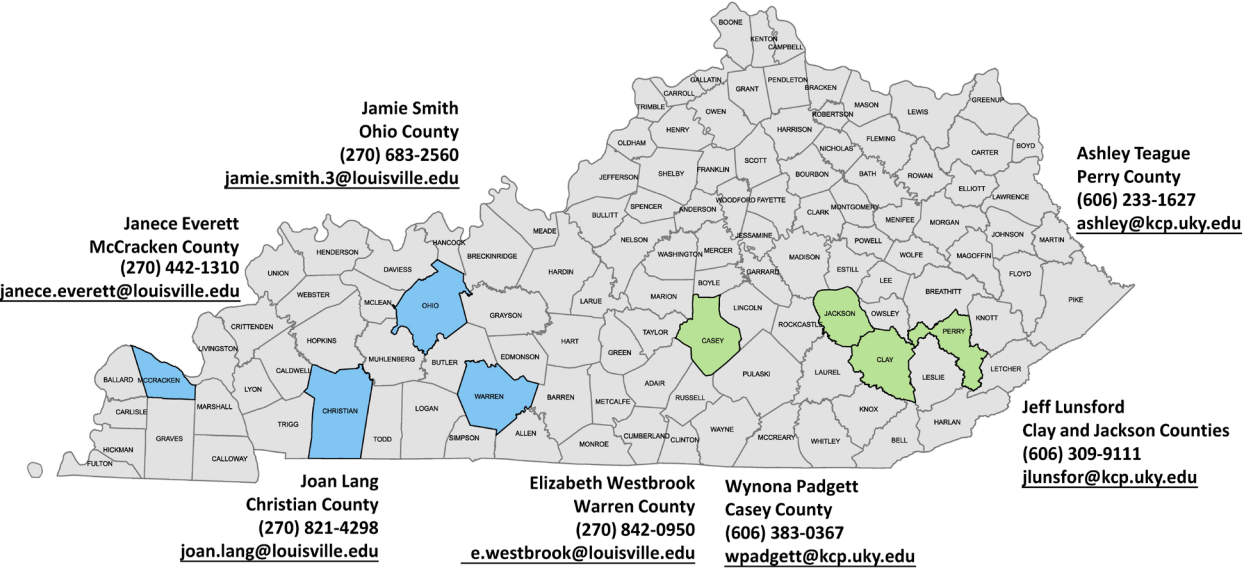 Jamie Smith
Ohio County
(270) 683-2560
jamie.smith.3@louisville.edu
Janece Everett
McCracken County
(270) 442-1310
janece.everett@louisville.edu
Ashley Teague
Perry County
(606) 233-1627
ashley@kcp.uky.edu
Jeff Lunsford
Clay and Jackson Counties
(606) 309-9111
jlunsfor@kcp.uky.edu
Joan Lang
Christian County
(270) 821-4298
joan.lang@louisville.edu
Elizabeth Westbrook
Warren County
(270) 842-0950
e.westbrook@louisville.edu
Wynona Padgett
Casey County
(606) 383-0367
wpadgett@kcp.uky.edu
BOONE
KENTON
CAMPBELL
GALLATIN
CARROLL
GRANT
PENDLETON
BRACKEN
TRIMBLE
OWEN
ROBERTSON
MASON
LEWIS
GREENUP
OLDHAM
HENRY
HARRISON
FLEMING
NICHOLAS
CARTER
BOYD
JEFFERSON
SHELBY
FRANKLIN
SCOTT
BOURBON
BATH
ROWAN
ELLIOTT
LAWRENCE
BULLITT
SPENCER
ANDERSON
WOODFORD
FAYETTE
CLARK
MONTGOMERY
MENIFEE
MORGAN
JOHNSON
MARTIN
MEADE
NELSON
WASHINGTON
MERCER
JESSAMINE
MADISON
POWELL
WOLFE
MAGOFFIN
FLOYD
HANCOCK
BRECKINRIDGE
HENDERSON
DAVIESS
UNION
HARDIN
GARRARD
ESTILL
LEE
BREATHITT
PIKE
WEBSTER
MCLEAN
OHIO
GRAYSON
LARUE
MARION
BOYLE
LINCOLN
ROCKCASTLE
JACKSON
OWSLEY
PERRY
KNOTT
CRITTENDEN
HOPKINS
MUHLENBERG
BUTLER
EDMONSON
HART
GREEN
TAYLOR
CASEY
PULASKI
LAUREL
CLAY
LESLIE
LETCHER
LIVINGSTON
CALDWELL
LYON
BALLARD
MCCRACKEN
MARSHALL
CARLISLE
GRAVES
HICKMAN
FULTON
CALLOWAY
TRIGG
CHRISTIAN
TODD
LOGAN
WARREN
SIMPSON
ALLEN
BARREN
METCALFE
MONROE
ADAIR
RUSSELL
CUMBERLAND
CLINTON
WAYNE
MCCREARY
WHITLEY
KNOX
BELL
HARLAN